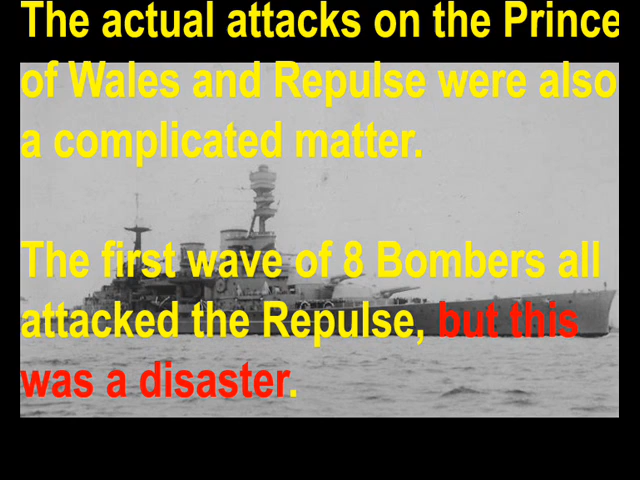 The actual attacks on the Prince
of Wales and Repulse were also
a complicated matter.
The first wave of 8 Bombers all
attacked the Repulse, but this
was a disaster.